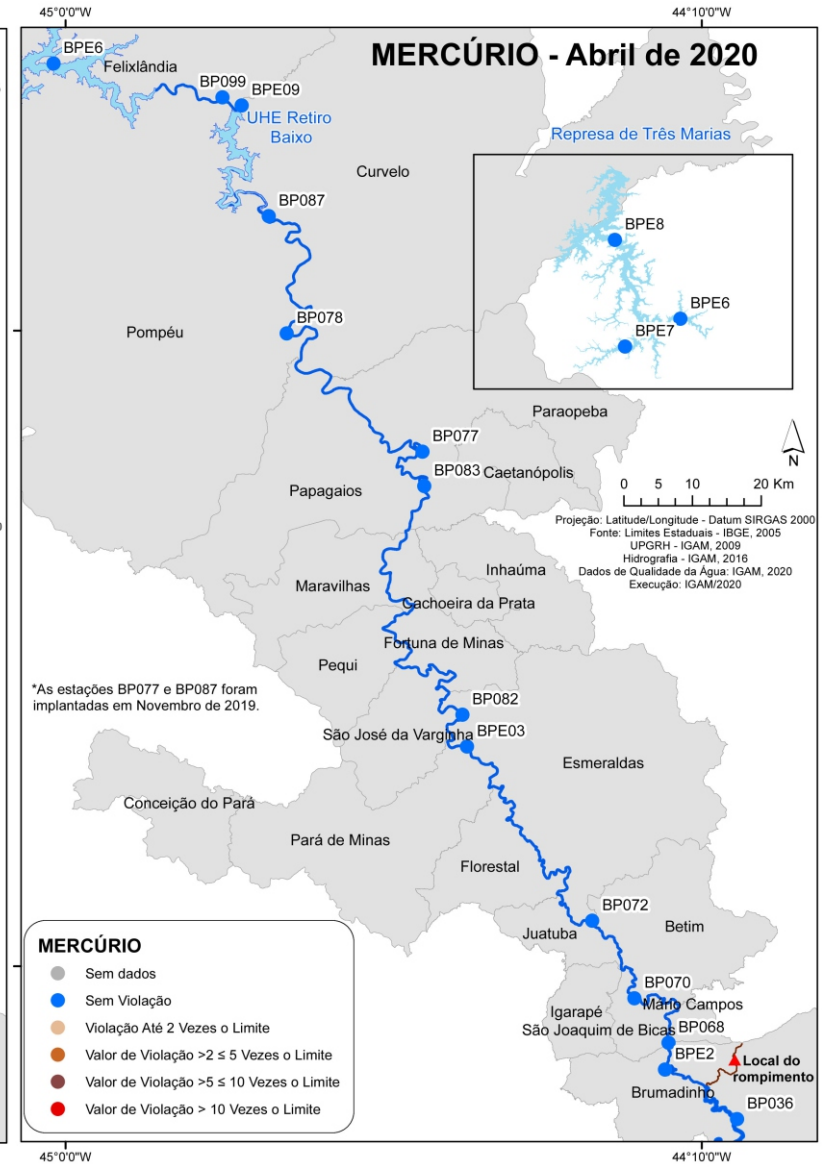 45°0'0"W
44°10'0"W
MERCÚRIO - Abril de 2020
BPE6
Felixlândia
BP099
BPE09
UHE Retiro
Baixo
Represa de Três Marias
Curvelo
BP087
BPE8
BPE6
BPE7
BP078
Pompéu
Paraopeba
BP077
BP083
Caetanópolis
Papagaios
N
0 5 10 20 Km
Projeção: Latitude/Longitude - Datum SIRGAS 2000
Fonte: Limites Estaduais - IBGE, 2005
UPGRH - IGAM, 2009
Hidrografia - IGAM, 2016
Dados de Qualidade da Água: IGAM, 2020
Execução: IGAM/2020
Inhaúma
Maravilhas
Cachoeira da Prata
Fortuna de Minas
Pequi
*As estações BP077 e BP087 foram
implantadas em Novembro de 2019.
BP082
São José da Varginha
BPE03
Esmeraldas
Conceição do Pará
Pará de Minas
Florestal
BP072
Juatuba
Betim
BP070
Mário Campos
Igarapé
São Joaquim de Bicas
BP068
BPE2
Local do
rompimento
Brumadinho
BP036
MERCÚRIO
Sem dados
Sem Violação
Violação Até 2 Vezes o Limite
Valor de Violação >2 ≤ 5 Vezes o Limite
Valor de Violação >5 ≤ 10 Vezes o Limite
Valor de Violação > 10 Vezes o Limite
45°0'0"W
44°10'0"W